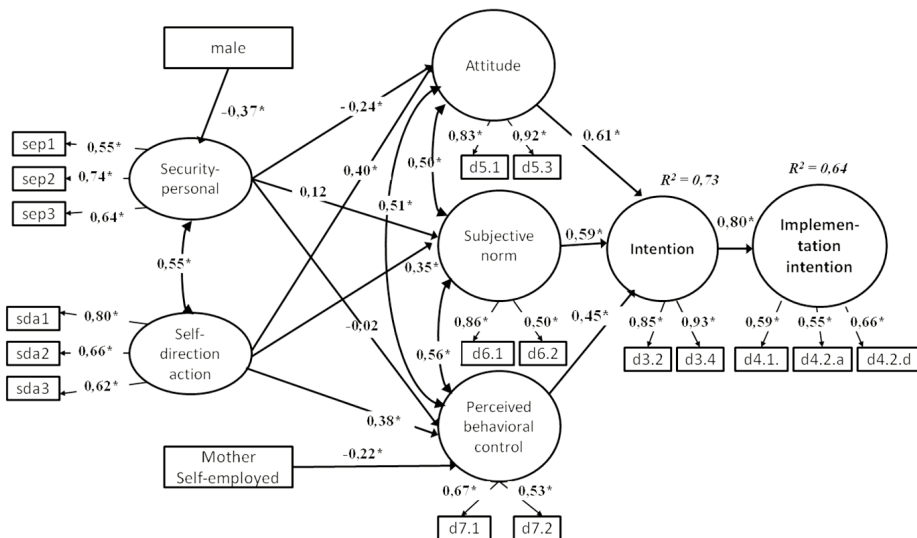 male
Attitude
-0,37*
-0,24*
0,83*
0,92*
0,61*
sep1
0,55*
sep2
0,74*
sep3
0,64*
Security-
personal
0,40*
0,50*
d5.1
d5.3
R² = 0,73
R² = 0,64
0,12
0,51*
Subjective
norm
0,59*
Intention
0,80*
Implemen-
tation
intention
0,55*
0,35*
sda1
0,80*
sda2
0,66*
sda3
0,62*
Self-
direction
action
-0,02
0,86*
0,50*
0,45*
0,85*
0,93*
0,59*
0,55*
0,66*
d6.1
d6.2
d3.2
d3.4
d4.1.
d4.2.a
d4.2.d
0,56*
0,38*
Perceived
behavioral
control
Mother
Self-employed
-0,22*
0,67*
0,53*
d7.1
d7.2